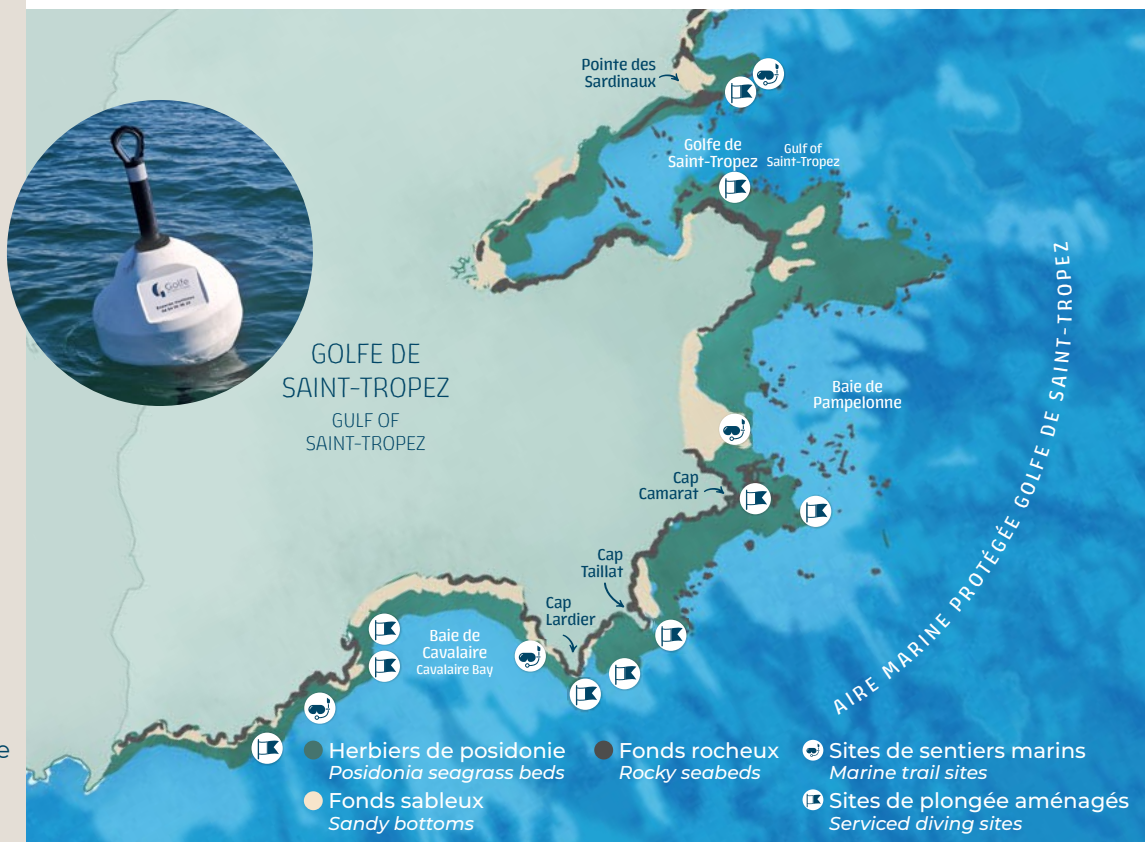 Pointe des
Sardinaux
Golfe de
Saint-Tropez
Gulf of
Saint-Tropez
Golfe
GOLFE DE
SAINT-TROPEZ
GULF OF
SAINT-TROPEZ
Baie de
Pampelonne
AIRE MARINE PROTÉGÉE GOLFE DE SAINT-TROPEZ
Cap
Camarat
Cap
Taillat
Cap
Lardier
Baie de
Cavalaire
Cavalaire Bay
e
Herbiers de posidonie
Posidonia seagrass beds
Fonds sableux
Sandy bottoms
Fonds rocheux
Rocky seabeds
Sites de sentiers marins
Marine trail sites
Sites de plongée aménagés
Serviced diving sites